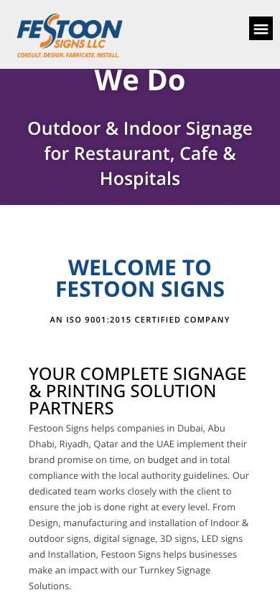 FESTOON
SIGNS LLC
CONSULT. DESIGN. FABRICATE. INSTALL.
We Do
Outdoor & Indoor Signage
for Restaurant, Cafe &
Hospitals
WELCOME TO
FESTOON SIGNS
AN ISO 9001:2015 CERTIFIED COMPANY
YOUR COMPLETE SIGNAGE
& PRINTING SOLUTION
PARTNERS
Festoon Signs helps companies in Dubai, Abu
Dhabi, Riyadh, Qatar and the UAE implement their
brand promise on time, on budget and in total
compliance with the local authority guidelines. Our
dedicated team works closely with the client to
ensure the job is done right at every level. From
Design, manufacturing and installation of Indoor &
outdoor signs, digital signage, 3D signs, LED signs
and Installation, Festoon Signs helps businesses
make an impact with our Turnkey Signage
Solutions.